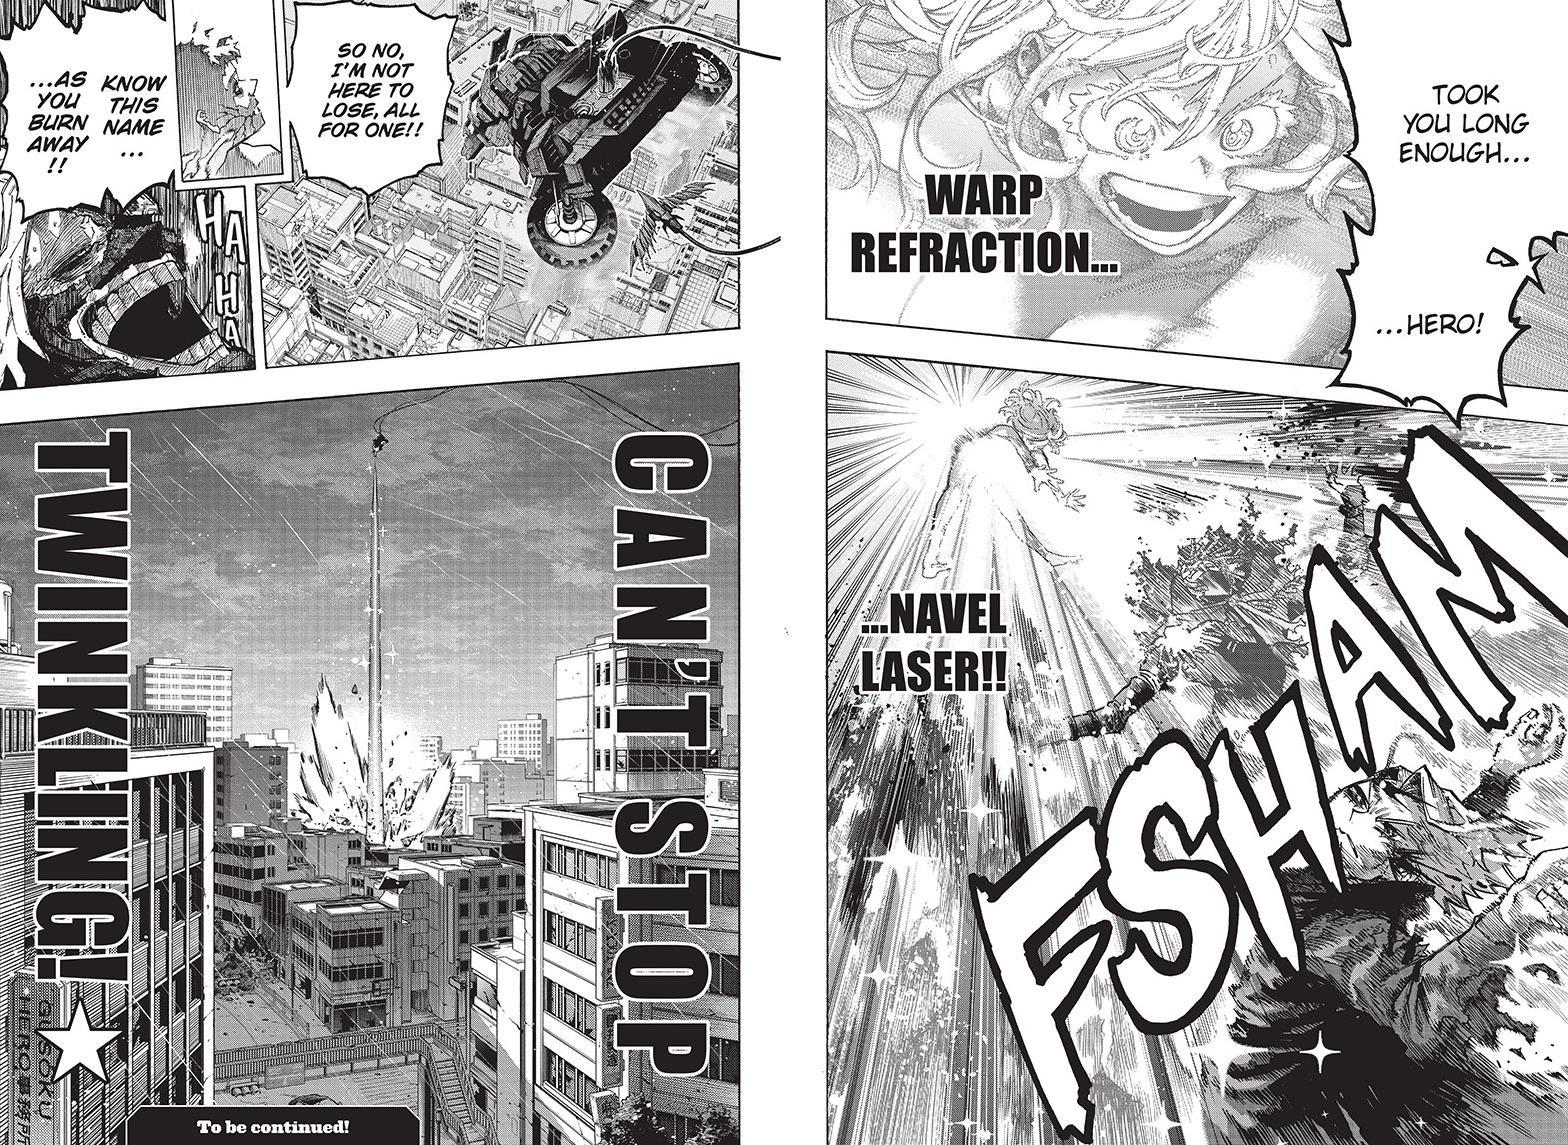 TOOK
YOU LONG
ENOUGH...
...HERO!
WARP
REFRACTION...
...NAVEL
LASER!!
FSHAM
SO NO,
I'M NOT
HERE TO
LOSE, ALL
FOR ONE!!
KNOW
THIS
NAME
...
...AS
YOU
BURN
AWAY
!!
HA
HA
HA
CAN'T STOP
TWINKLING!
To be continued!